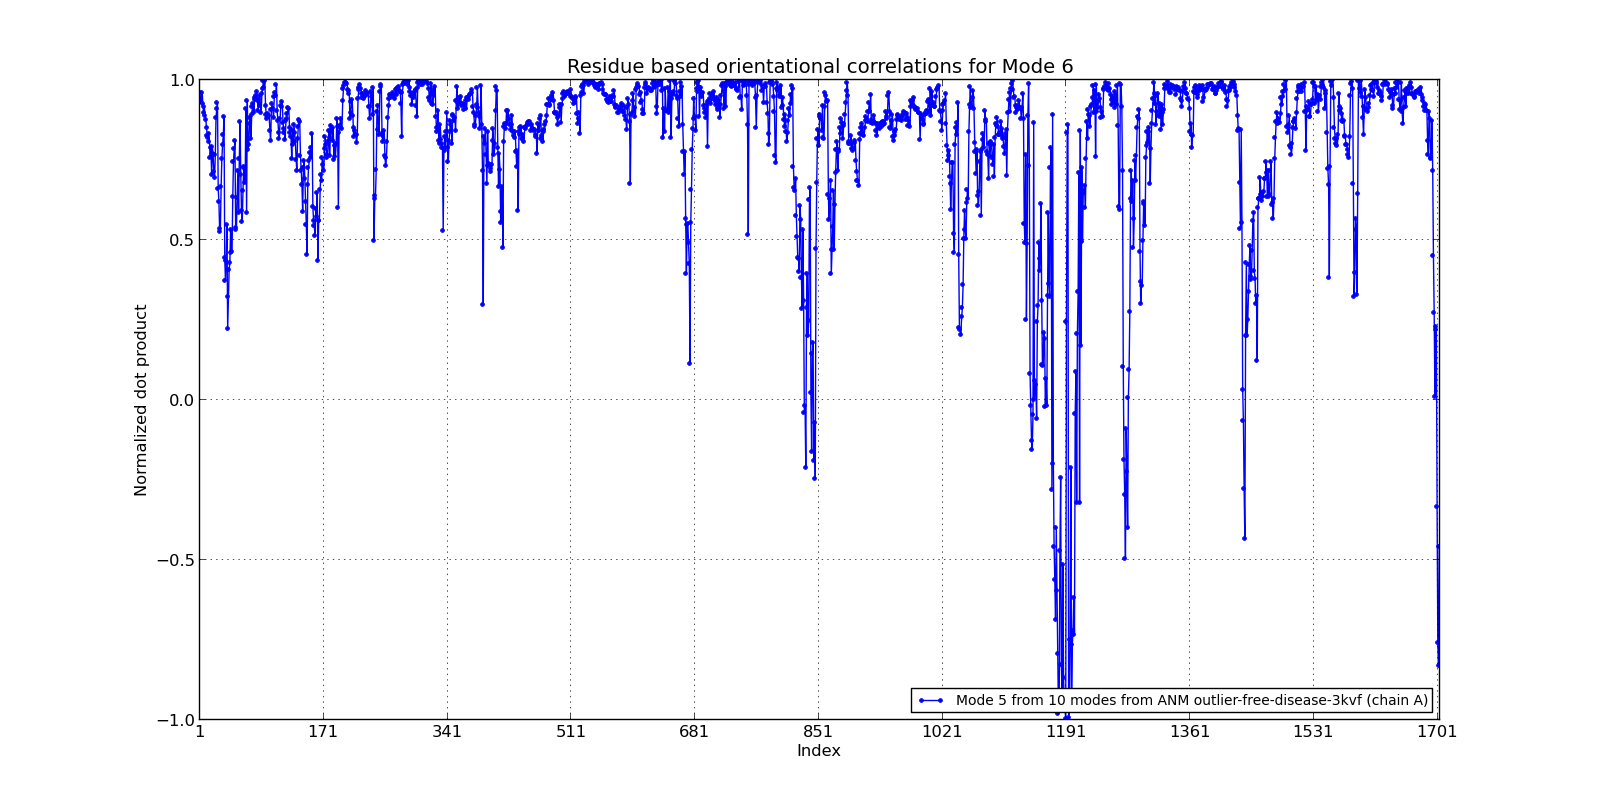 Residue based orientational correlations for Mode 6
1.0
0.5
0.0
−0.5
−1.0
Normalized dot product
Mode 5 from 10 modes from ANM outlier-free-disease-3kvf (chain A)
1 171 341 511 681 851 1021 1191 1361 1531 1701
Index